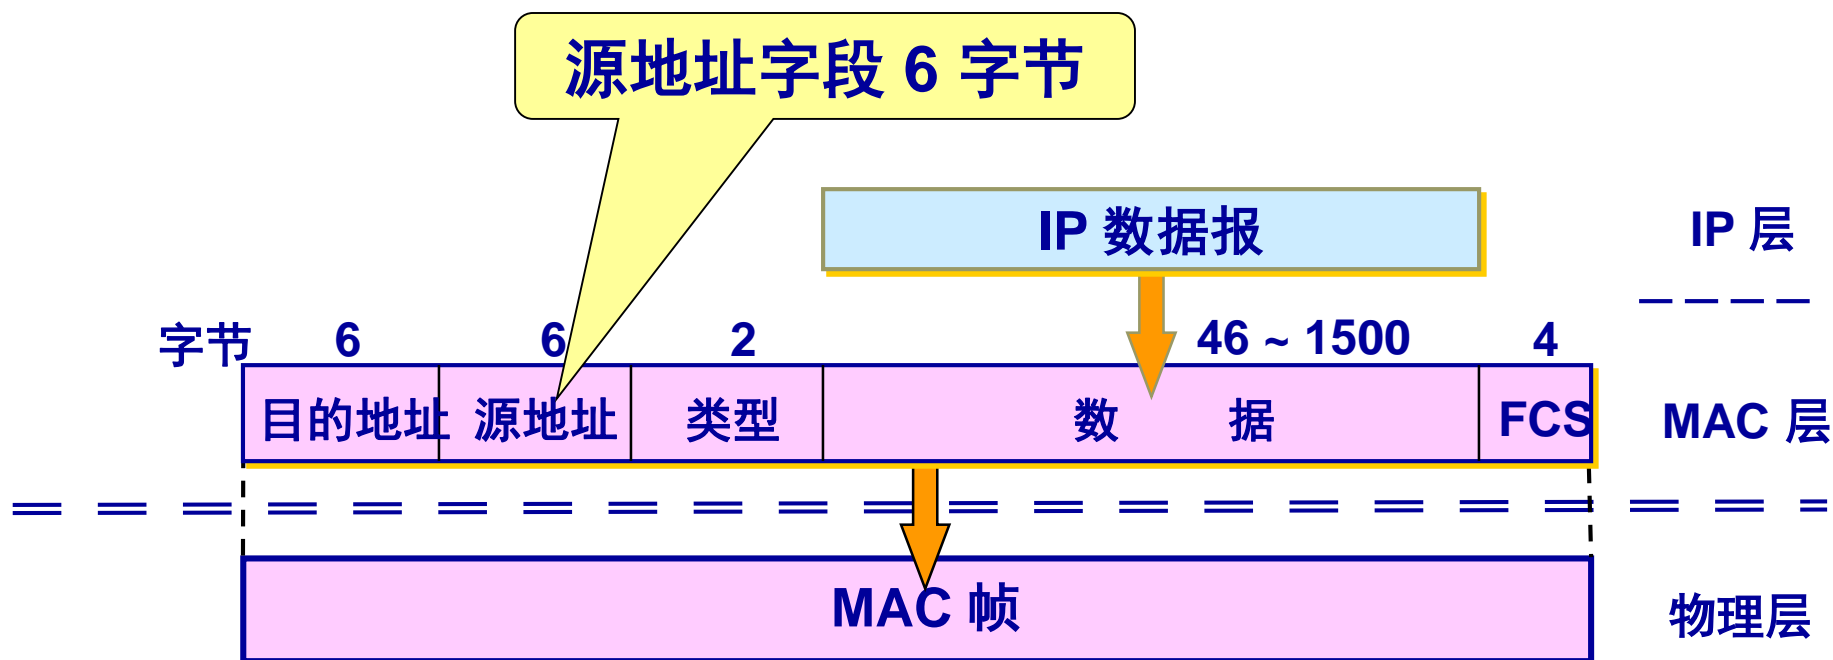 源地址字段 6 字节
IP 数据报
IP 层
字节 6 6 2 46 ~ 1500 4
目的地址 源地址 类型 数 据 FCS
MAC 层
MAC 帧
物理层